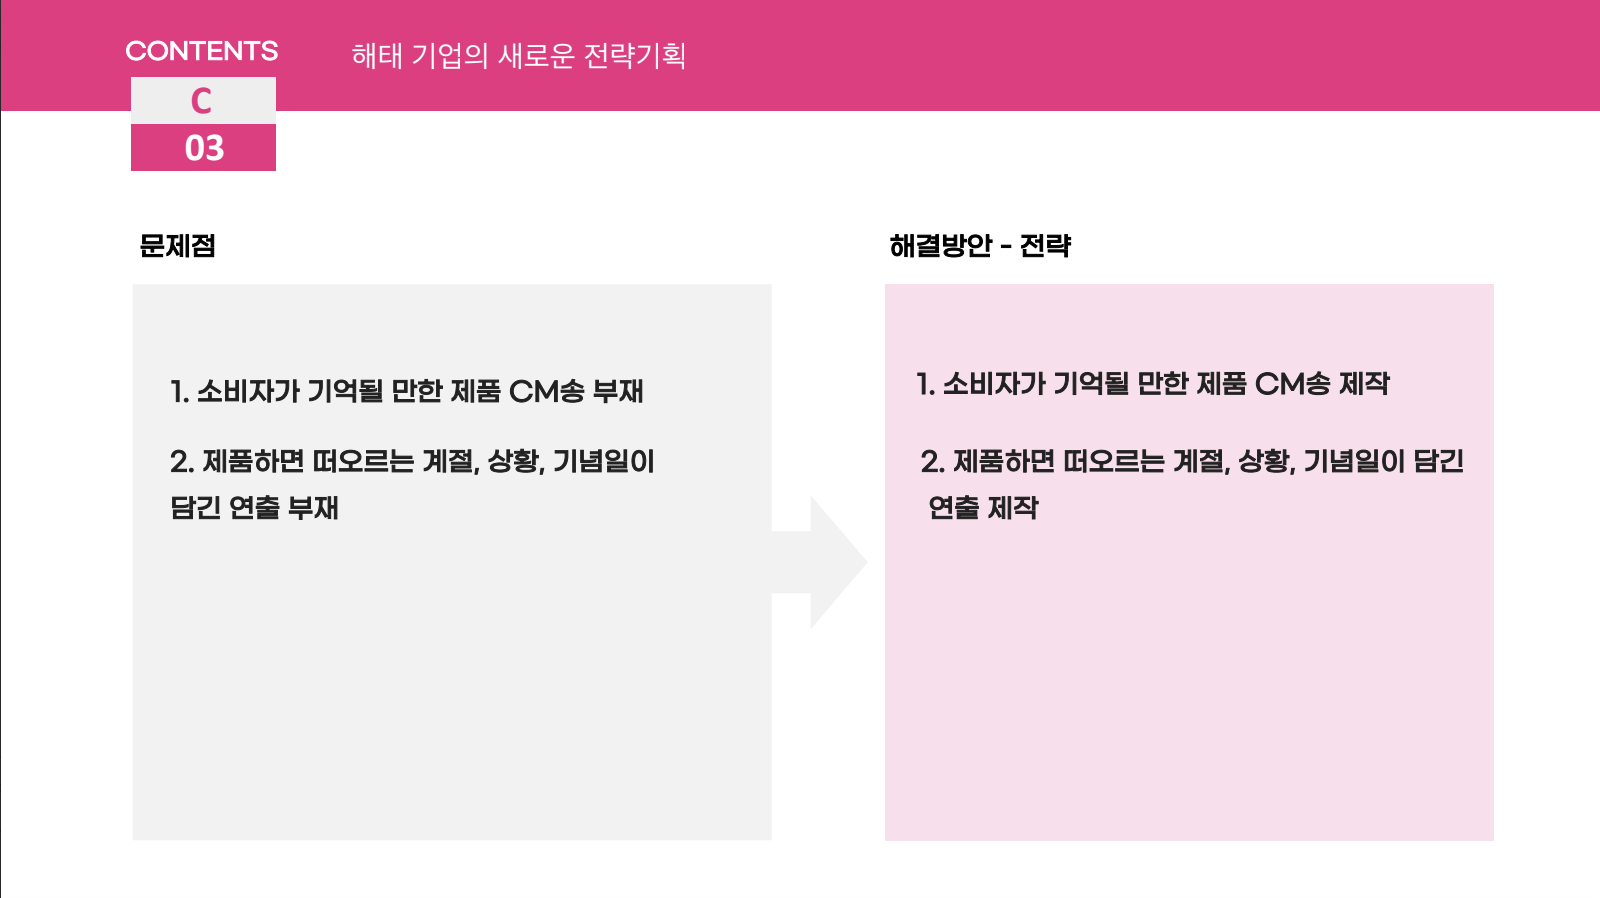 CONTENTS
해태 기업의 새로운 전략기획
C
03
문제점
1. 소비자가 기억될 만한 제품 CM송 부재
2. 제품하면 떠오르는 계절, 상황, 기념일이
담긴 연출 부재
해결방안 - 전략
1. 소비자가 기억될 만한 제품 CM송 제작
2. 제품하면 떠오르는 계절, 상황, 기념일이 담긴
연출 제작